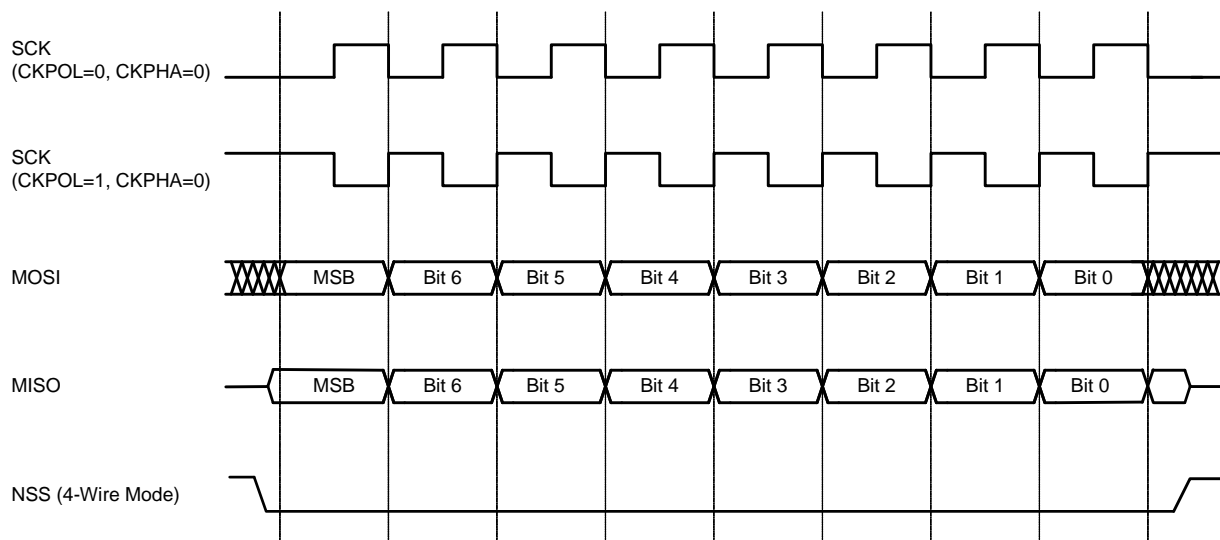 SCK
(CKPOL=0, CKPHA=0)
SCK
(CKPOL=1, CKPHA=0)
MOSI
MSB
Bit 6
Bit 5
Bit 4
Bit 3
Bit 2
Bit 1
Bit 0
MISO
MSB
Bit 6
Bit 5
Bit 4
Bit 3
Bit 2
Bit 1
Bit 0
NSS (4-Wire Mode)